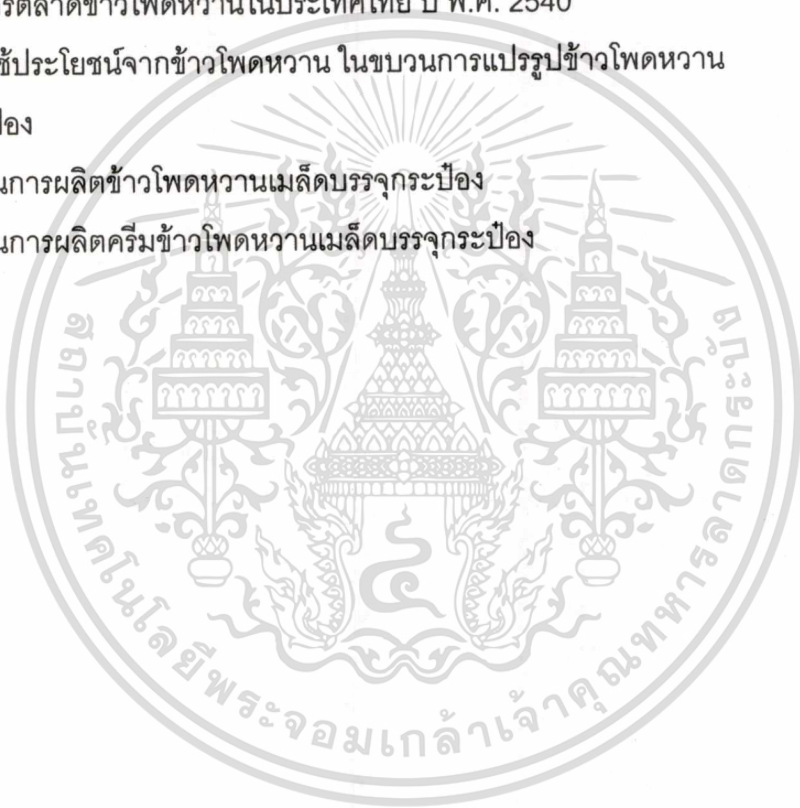 รตลาดข้าวโพดหวานในประเทศไทย ปี พ.ศ. 2540
ช้ประโยชน์จากข้าวโพดหวาน ในขบวนการแปรรูปข้าวโพดหวาน
ป๋อง
นการผลิตข้าวโพดหวานเมล็ดบรรจุกระป๋อง
นการผลิตครีมข้าวโพดหวานเมล็ดบรรจุกระป๋อง
สถาบันเทคโนโลยีพระจอมเกล้าเจ้าคุณทหารลาดกระบัง